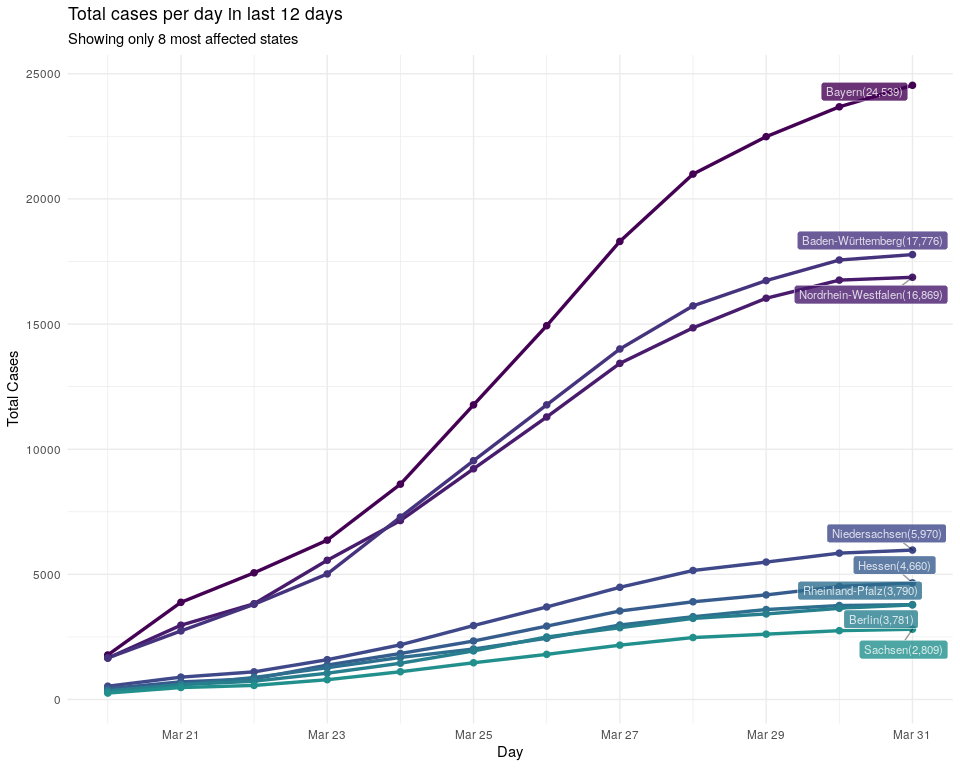 Total cases per day in last 12 days
Showing only 8 most affected states
25000
20000
15000
10000
5000
0
Total Cases
Bayern(24,539)
Baden-Württemberg(17,776)
Nordrhein-Westfalen(16,869)
Niedersachsen(5,970)
Hessen(4,660)
Rheinland-Pfalz(3,790)
Berlin(3,781)
Sachsen(2,809)
Mar 21
Mar 23
Mar 25
Mar 27
Mar 29
Mar 31
Day